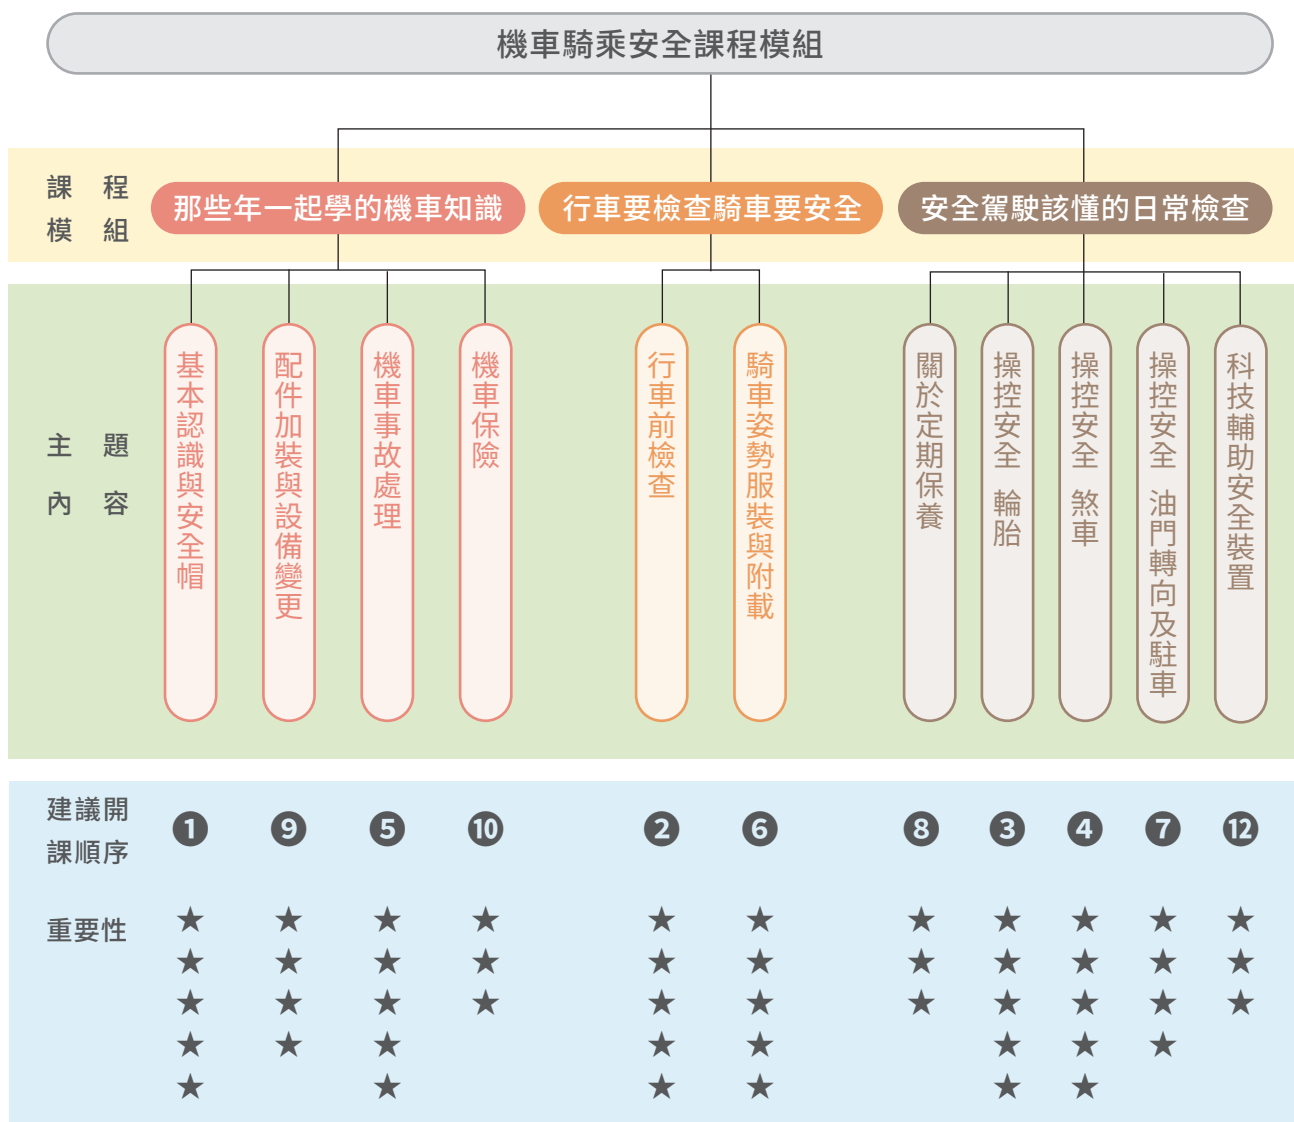 機車騎乘安全課程模組
課程
模組
那些年一起學的機車知識
行車要檢查騎車要安全
安全駕駛該懂的日常檢查
主題
內容
基本認識與安全帽
配件加裝與設備變更
機車事故處理
機車保險
行車前檢查
騎車姿勢服裝與附載
關於定期保養
操控安全 輪胎
操控安全 煞車
操控安全 油門轉向及駐車
科技輔助安全裝置
建議開
課順序
1 9 5 10 2 6 8 3 4 7 12
重要性
★ ★ ★ ★ ★ ★ ★ ★ ★ ★ ★
★ ★ ★ ★ ★ ★ ★ ★ ★ ★ ★
★ ★ ★ ★ ★ ★ ★ ★ ★ ★ ★
★ ★ ★ ★ ★ ★ ★ ★
★ ★ ★ ★ ★ ★